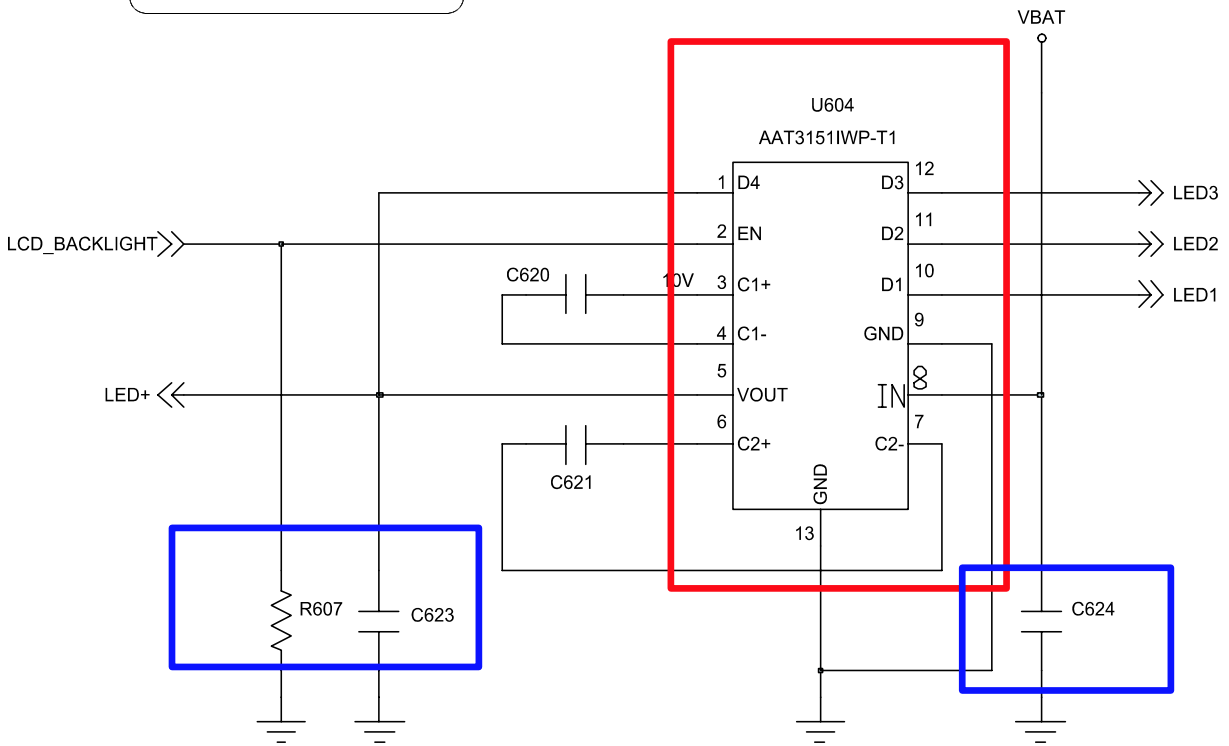 VBAT
U604
AAT3151IWP-T1
1 D4 D3 12 LED3
LCD_BACKLIGHT 2 EN D2 11 LED2
C620 10V 3 C1+ D1 10 LED1
4 C1- GND 9
LED+ 5 VOUT IN 8
6 C2+ C2- 7
C621
GND
13
R607 C623 C624